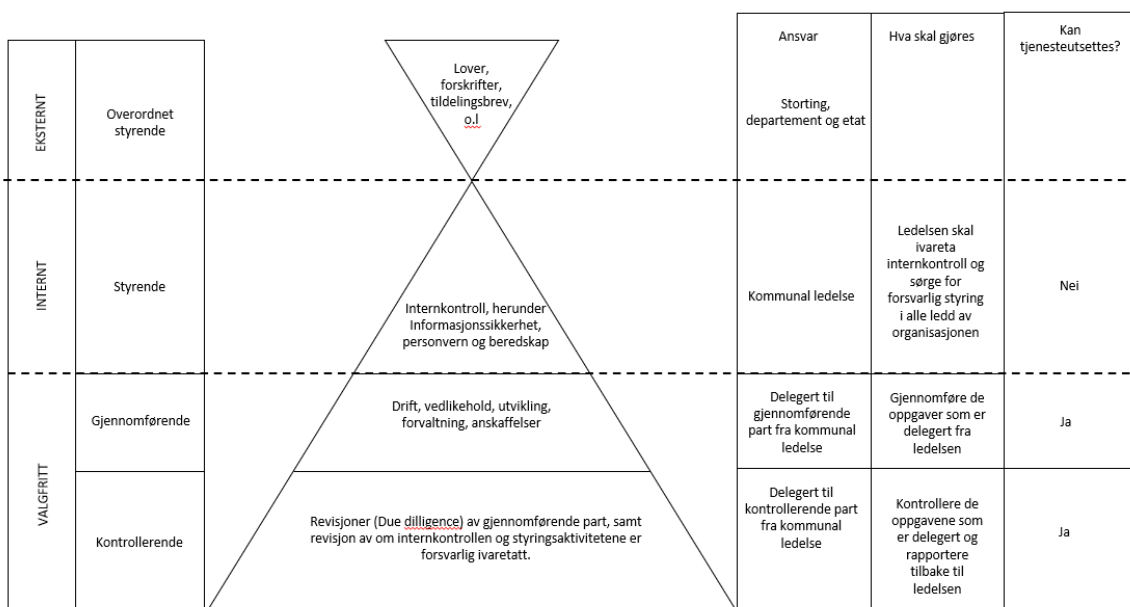 Ansvar
Hva skal gjøres
Kan
tjenesteutsettes?
EKSTERNT
Overordnet
styrende
Lover,
forskrifter,
tildelingsbrev,
o.l
Storting,
departement og etat
INTERNT
Styrende
Internkontroll, herunder
Informasjonssikkerhet,
personvern og beredskap
Kommunal ledelse
Ledelsen skal
ivareta
internkontroll og
sørge for
forsvarlig styring
i alle ledd av
organisasjonen
Nei
VALGFRITT
Gjennomførende
Drift, vedlikehold, utvikling,
forvaltning, anskaffelser
Delegert til
gjennomførende
part fra kommunal
ledelse
Gjennomføre de
oppgaver som er
delegert fra
ledelsen
Ja
Kontrollerende
Revisjoner (Due dilligence) av gjennomførende part, samt
revisjon av om internkontrollen og styringsaktivitetene er
forsvarlig ivaretatt.
Delegert til
kontrollerende part
fra kommunal
ledelse
Kontrollere de
oppgavene som
er delegert og
rapportere
tilbake til
ledelsen
Ja